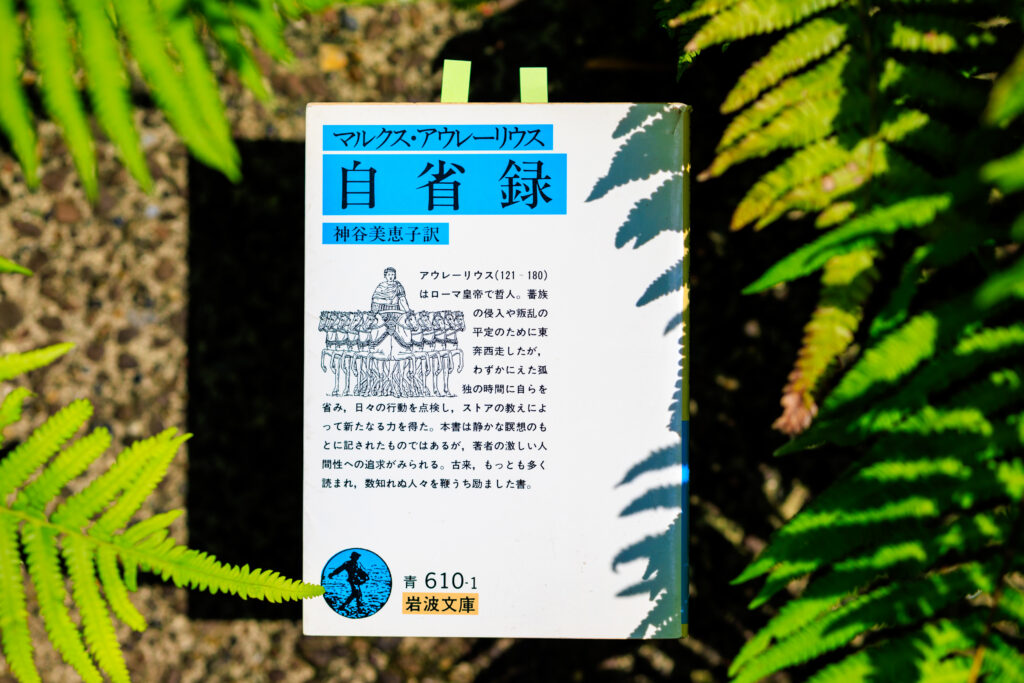 マルクス・アウレーリウス
自省録
神谷美恵子訳
アウレーリウス(121‐180)
はローマ皇帝で哲人。蕃族
の侵入や叛乱の
平定のために東
奔西走したが，
わずかにえた孤
独の時間に自らを
省み，日々の行動を点検し，ストアの教えによ
って新たなる力を得た。本書は静かな瞑想のも
とに記されたものではあるが，著者の激しい人
間性への追求がみられる。古来，もっとも多く
読まれ，数知れぬ人々を鞭うち励ました書。
青 610-1
岩波文庫